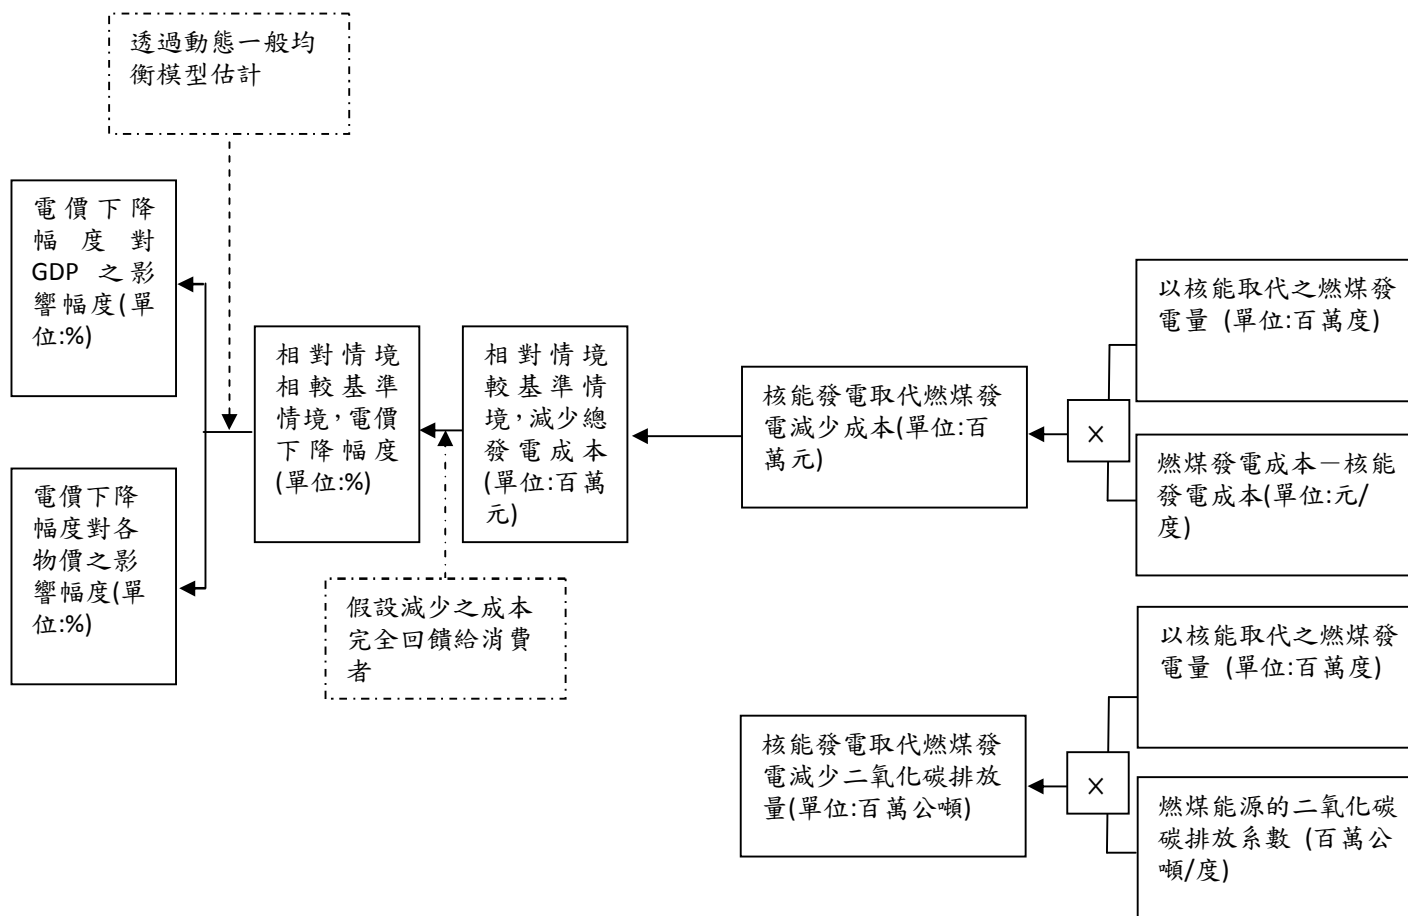 透過動態一般均
衡模型估計
電價下降
幅度對
GDP 之影
響幅度(單
位:%)
電價下降
幅度對各
物價之影
響幅度(單
位:%)
相對情境
相較基準
情境，電價
下降幅度
(單位:%)
相對情境
較基準情
境，減少總
發電成本
(單位:百萬
元)
假設減少之成本
完全回饋給消費
者
核能發電取代燃煤發
電減少成本(單位:百
萬元)
×
以核能取代之燃煤發
電量 (單位:百萬度)
燃煤發電成本－核能
發電成本(單位:元/
度)
核能發電取代燃煤發
電減少二氧化碳排放
量(單位:百萬公噸)
×
以核能取代之燃煤發
電量 (單位:百萬度)
燃煤能源的二氧化碳
碳排放系數 (百萬公
噸/度)